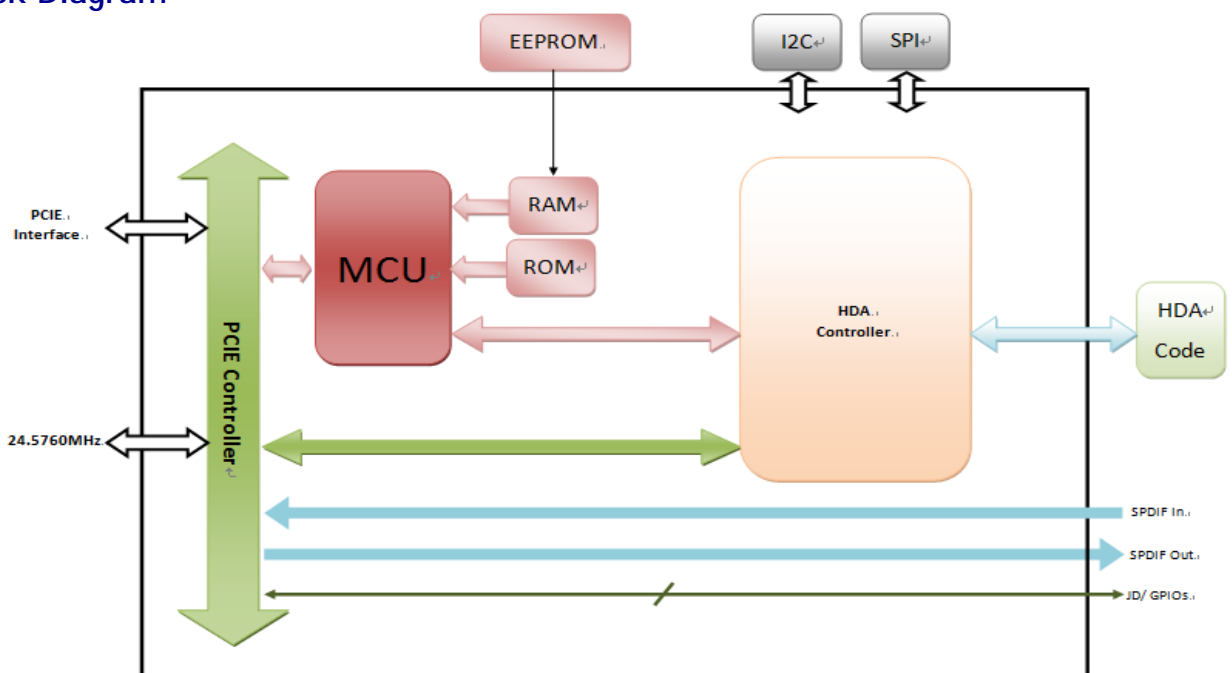 EEPROM
I2C
SPI
RAM
ROM
MCU
PCIE
Interface
PCIE Controller
24.5760MHz
HDA
Controller
HDA
Code
SPDIF In
SPDIF Out
JD/ GPIOs